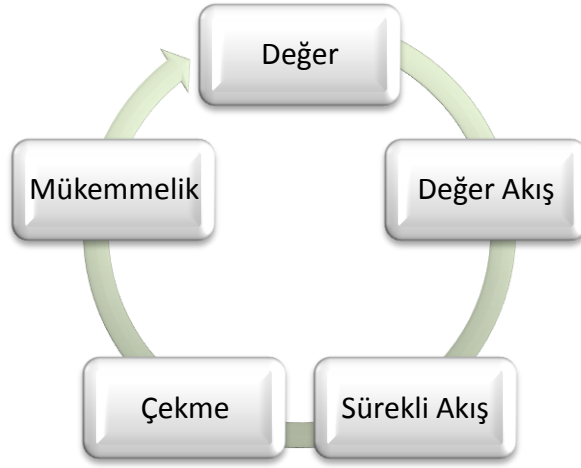 Değer
Değer Akış
Sürekli Akış
Çekme
Mükemmelik